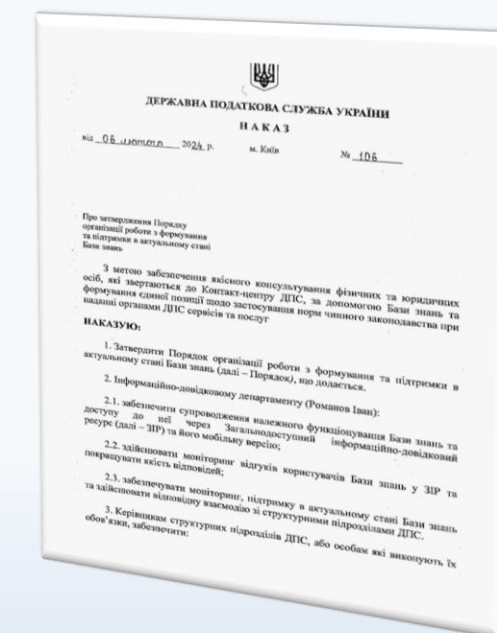 ДЕРЖАВНА ПОДАТКОВА СЛУЖБА УКРАЇНИ
НАКАЗ
від 06 лютого 2024 р. м. Київ № 106
Про затвердження Порядку
організації роботи з формування
та підтримки в актуальному стані
Бази знань
З метою забезпечення якісного консультування фізичних та юридичних
осіб, які звертаються до Контакт-центру ДПС, за допомогою Бази знань та
формування єдиної позиції щодо застосування норм чинного законодавства при
наданні органами ДПС сервісів та послуг
НАКАЗУЮ:
1. Затвердити Порядок організації роботи з формування та підтримки в
актуальному стані Бази знань (далі – Порядок), що додається.
2. Інформаційно-довідковому департаменту (Романов Іван):
2.1. забезпечити супроводження належного функціонування Бази знань та
доступу до неї через Загальнодоступний інформаційно-довідковий
ресурс (далі – ЗІР) та його мобільну версію;
2.2. здійснювати моніторинг відгуків користувачів Бази знань у ЗІР та
покращувати якість відповідей;
2.3. забезпечувати моніторинг, підтримку в актуальному стані Бази знань
та здійснювати відповідну взаємодію зі структурними підрозділами ДПС.
3. Керівникам структурних підрозділів ДПС, або особам які виконують їх
обов'язки, забезпечити: